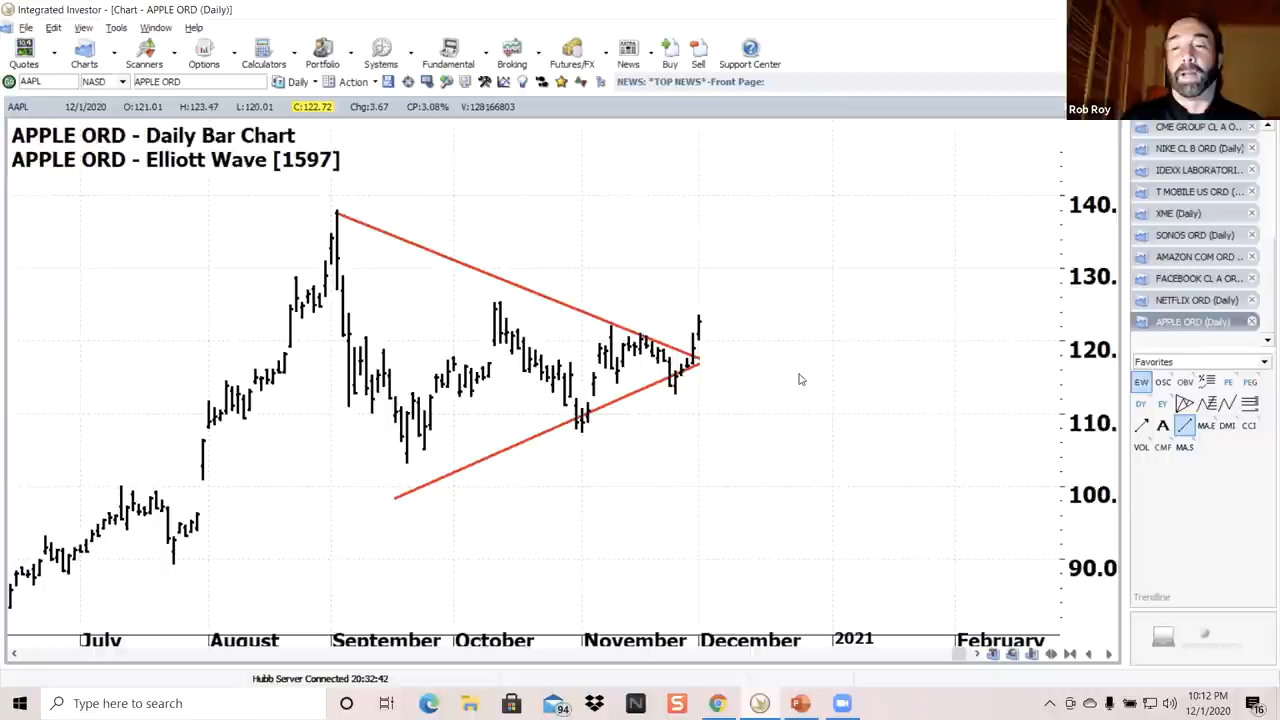 Integrated Investor - [Chart - APPLE ORD (Daily)]
File Edit View Tools Window Help
Quotes Charts Scanners Options Calculators Portfolio Systems Fundamental Broking Futures/FX News Buy Sell Support Center
AAPL NASD APPLE ORD Daily Action NEWS: *TOP NEWS*-Front Page:
AAPL 12/1/2020 O:121.01 H:123.47 L:120.01 C:122.72 Chg:3.67 CP:3.08% V:128166803
Rob Roy
APPLE ORD - Daily Bar Chart
APPLE ORD - Elliott Wave [1597]
140.
130.
120.
110.
100.
90.0
July August September October November December 2021 February
CME GROUP CL A O...
NIKE CL B ORD (Daily)
IDEXX LABORATORI...
T MOBILE US ORD (...
XME (Daily)
SONOS ORD (Daily)
AMAZON COM ORD ...
FACEBOOK CL A OR...
NETFLIX ORD (Daily)
APPLE ORD (Daily)
Favorites
EW OSC OBV PE PEG
DY EY
A MA.E DMI CCI
VOL CMF MA.S
Trendline
Hubb Server Connected 20:32:42
Type here to search
94
N
S
10:12 PM
12/1/2020
16